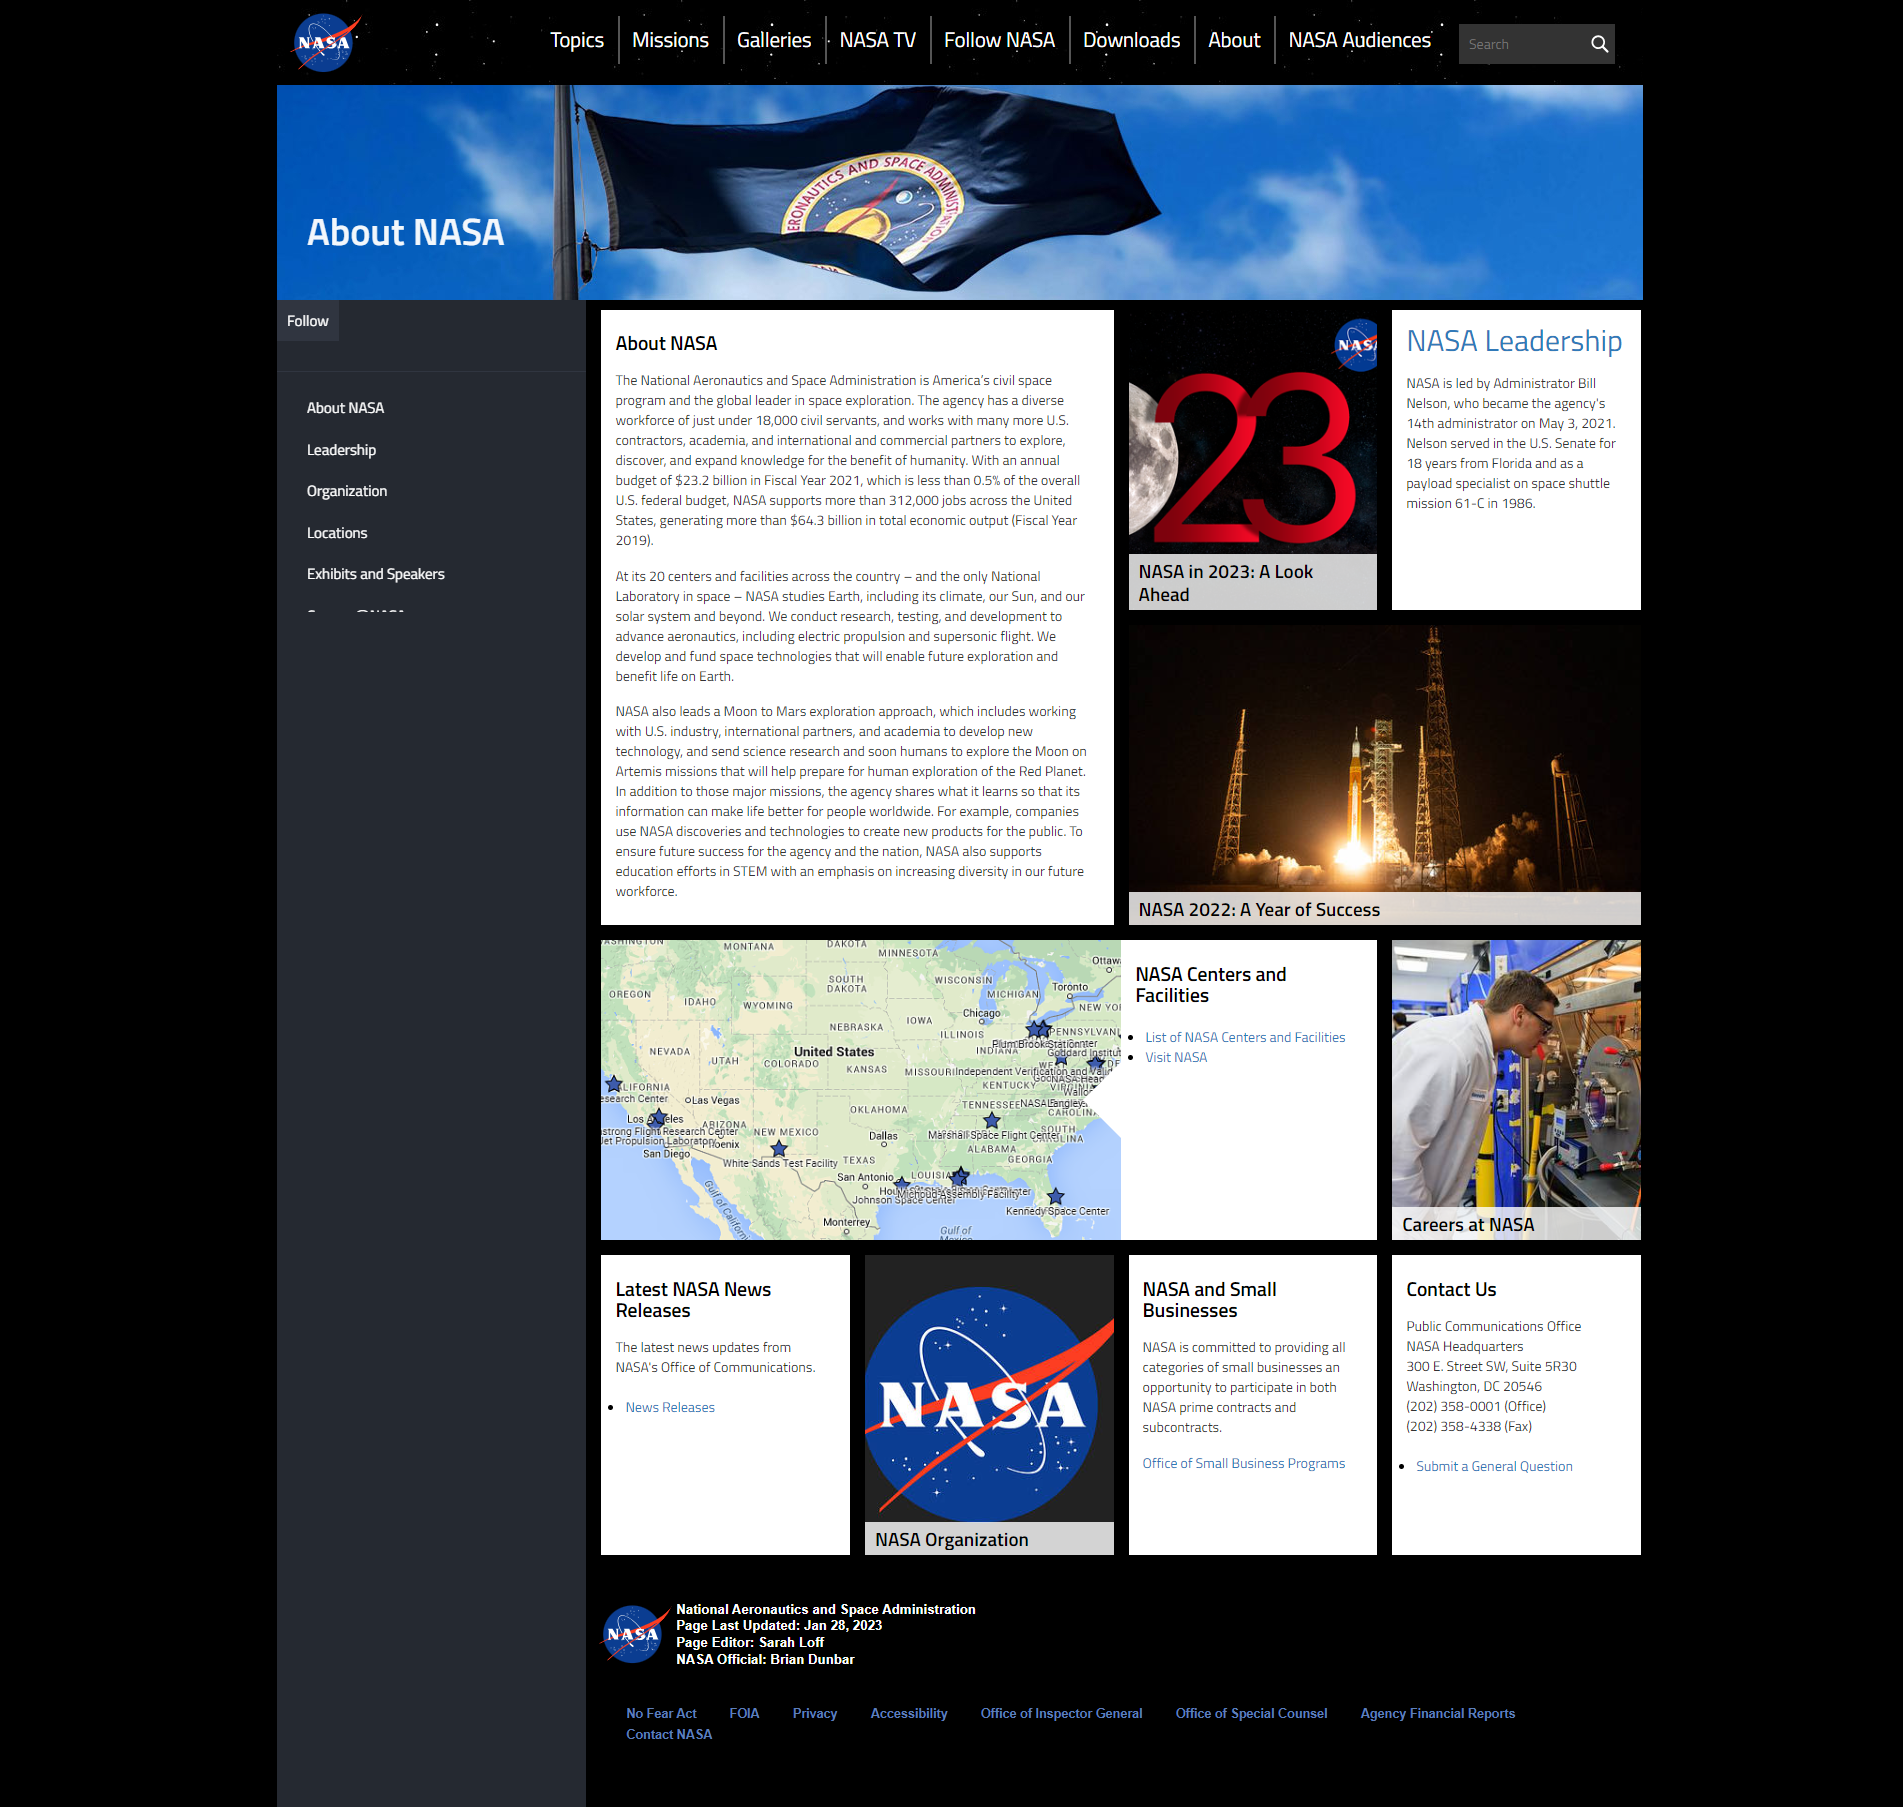 NASA
Topics
Missions
Galleries
NASA TV
Follow NASA
Downloads
About
NASA Audiences
Search
AERONAUTICS AND SPACE ADMINISTRATION
About NASA
Follow
About NASA
Leadership
Organization
Locations
Exhibits and Speakers
About NASA
The National Aeronautics and Space Administration is America's civil space
program and the global leader in space exploration. The agency has a diverse
workforce of just under 18,000 civil servants, and works with many more U.S.
contractors, academia, and international and commercial partners to explore,
discover, and expand knowledge for the benefit of humanity. With an annual
budget of $23.2 billion in Fiscal Year 2021, which is less than 0.5% of the overall
U.S. federal budget, NASA supports more than 312,000 jobs across the United
States, generating more than $64.3 billion in total economic output (Fiscal Year
2019).
At its 20 centers and facilities across the country – and the only National
Laboratory in space – NASA studies Earth, including its climate, our Sun, and our
solar system and beyond. We conduct research, testing, and development to
advance aeronautics, including electric propulsion and supersonic flight. We
develop and fund space technologies that will enable future exploration and
benefit life on Earth.
NASA also leads a Moon to Mars exploration approach, which includes working
with U.S. industry, international partners, and academia to develop new
technology, and send science research and soon humans to explore the Moon on
Artemis missions that will help prepare for human exploration of the Red Planet.
In addition to those major missions, the agency shares what it learns so that its
information can make life better for people worldwide. For example, companies
use NASA discoveries and technologies to create new products for the public. To
ensure future success for the agency and the nation, NASA also supports
education efforts in STEM with an emphasis on increasing diversity in our future
workforce.
NASA
23
NASA in 2023: A Look
Ahead
NASA Leadership
NASA is led by Administrator Bill
Nelson, who became the agency's
14th administrator on May 3, 2021.
Nelson served in the U.S. Senate for
18 years from Florida and as a
payload specialist on space shuttle
mission 61-C in 1986.
NASA 2022: A Year of Success
MONTANA
DAKOTA
MINNESOTA
Ottawa
OREGON
IDAHO
WYOMING
SOUTH
DAKOTA
WISCONSIN
MICHIGAN
Toronto
NEW YORK
Chicago
NEBRASKA
IOWA
ILLINOIS
INDIANA
PENNSYLVANIA
Plum Brook Station
NEVADA
UTAH
United States
COLORADO
KANSAS
MISSOURI
Independent Verification and
KENTUCKY
CALIFORNIA
Research Center
Las Vegas
OKLAHOMA
TENNESSEE
NASA Langley
Los Angeles
ARIZONA
NEW MEXICO
Armstrong Flight Research Center
Jet Propulsion Laboratory
Phoenix
San Diego
Dallas
Marshall Space Flight Center
SOUTH
CAROLINA
ALABAMA
GEORGIA
White Sands Test Facility
TEXAS
San Antonio
LOUISIANA
Michoud Assembly Facility
Johnson Space Center
Kennedy Space Center
Gulf of California
Monterrey
Gulf of
Mexico
NASA Centers and
Facilities
List of NASA Centers and Facilities
Visit NASA
Careers at NASA
Latest NASA News
Releases
The latest news updates from
NASA's Office of Communications.
News Releases
NASA
NASA Organization
NASA and Small
Businesses
NASA is committed to providing all
categories of small businesses an
opportunity to participate in both
NASA prime contracts and
subcontracts.
Office of Small Business Programs
Contact Us
Public Communications Office
NASA Headquarters
300 E. Street SW, Suite 5R30
Washington, DC 20546
(202) 358-0001 (Office)
(202) 358-4338 (Fax)
Submit a General Question
NASA
National Aeronautics and Space Administration
Page Last Updated: Jan 28, 2023
Page Editor: Sarah Loff
NASA Official: Brian Dunbar
No Fear Act
FOIA
Privacy
Accessibility
Office of Inspector General
Office of Special Counsel
Agency Financial Reports
Contact NASA